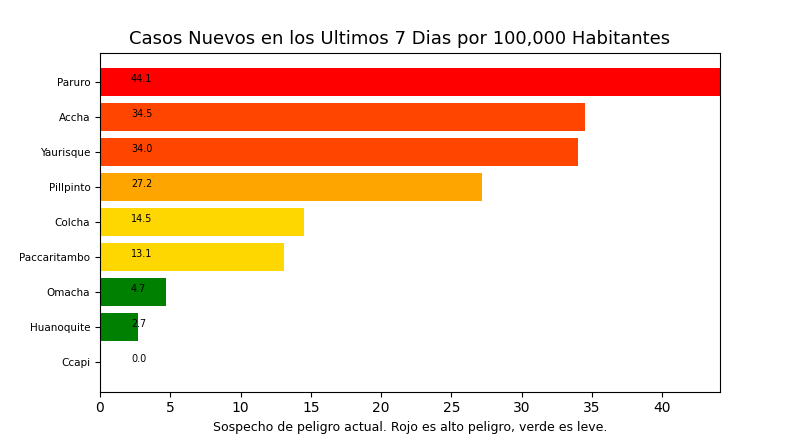 Casos Nuevos en los Ultimos 7 Dias por 100,000 Habitantes
Paruro 44.1
Accha 34.5
Yaurisque 34.0
Pillpinto 27.2
Colcha 14.5
Paccaritambo 13.1
Omacha 4.7
Huanoquite 2.7
Ccapi 0.0
0 5 10 15 20 25 30 35 40
Sospecho de peligro actual. Rojo es alto peligro, verde es leve.